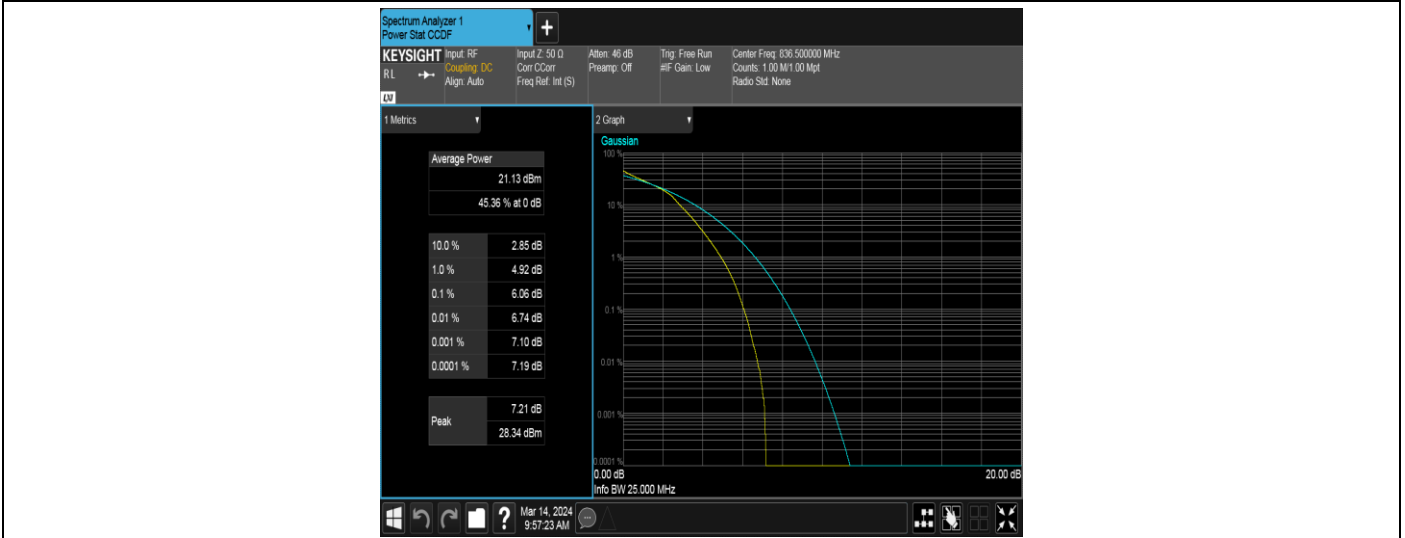 Spectrum Analyzer 1
Power Stat CCDF
+
KEYSIGHT
RL
LXI
Input: RF
Coupling: DC
Align: Auto
Input Z: 50 Ω
Corr CCorr
Freq Ref: Int (S)
Atten: 46 dB
Preamp: Off
Trig: Free Run
#IF Gain: Low
Center Freq: 836.500000 MHz
Counts: 1.00 M/1.00 Mpt
Radio Std: None
1 Metrics
Average Power
21.13 dBm
45.36 % at 0 dB
10.0 % 2.85 dB
1.0 % 4.92 dB
0.1 % 6.06 dB
0.01 % 6.74 dB
0.001 % 7.10 dB
0.0001 % 7.19 dB
Peak
7.21 dB
28.34 dBm
2 Graph
Gaussian
100 %
10 %
1 %
0.1 %
0.01 %
0.001 %
0.0001 %
0.00 dB 20.00 dB
Info BW 25.000 MHz
?
Mar 14, 2024
9:57:23 AM